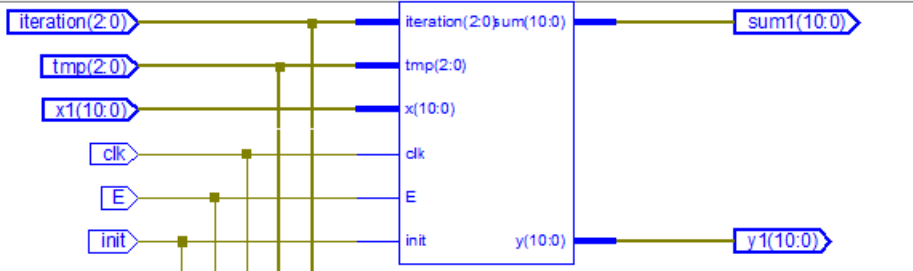 iteration(2:0) iteration(2:0) sum(10:0) sum1(10:0)
tmp(2:0) tmp(2:0)
x1(10:0) x(10:0)
clk clk
E E
init init y(10:0) y1(10:0)